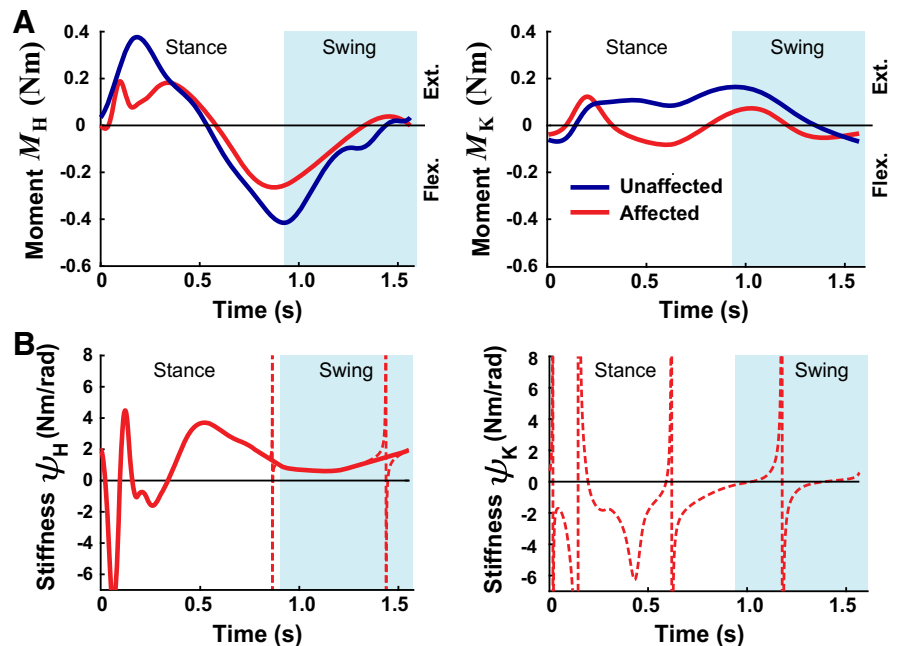 A
Moment M_H (Nm)
0.4
0.2
0
-0.2
-0.4
-0.6
Stance
Swing
Ext.
Flex.
0
0.5
1.0
1.5
Time (s)
Moment M_K (Nm)
0.4
0.2
0
-0.2
-0.4
-0.6
Stance
Swing
Ext.
Flex.
Unaffected
Affected
0
0.5
1.0
1.5
Time (s)
B
Stiffness ψ_H (Nm/rad)
8
6
4
2
0
-2
-4
-6
Stance
Swing
0
0.5
1.0
1.5
Time (s)
Stiffness ψ_K (Nm/rad)
8
6
4
2
0
-2
-4
-6
Stance
Swing
0
0.5
1.0
1.5
Time (s)